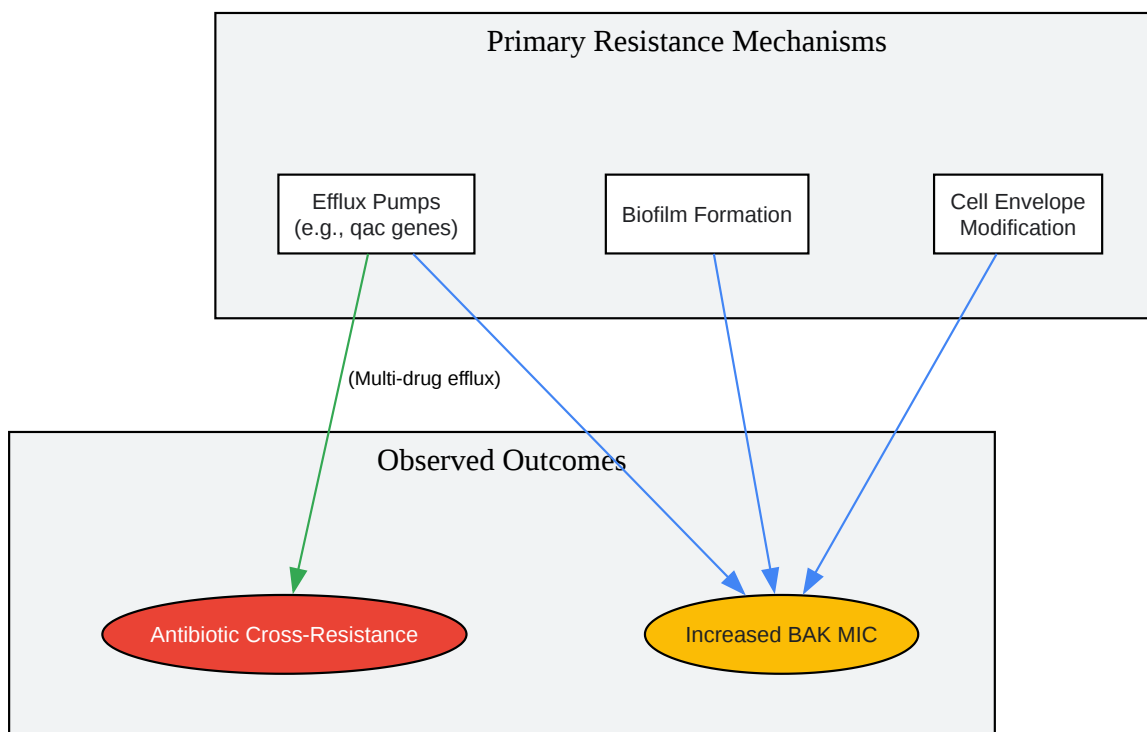 Primary Resistance Mechanisms
Efflux Pumps
(e.g., qac genes)
Biofilm Formation
Cell Envelope
Modification
(Multi-drug efflux)
Observed Outcomes
Antibiotic Cross-Resistance
Increased BAK MIC